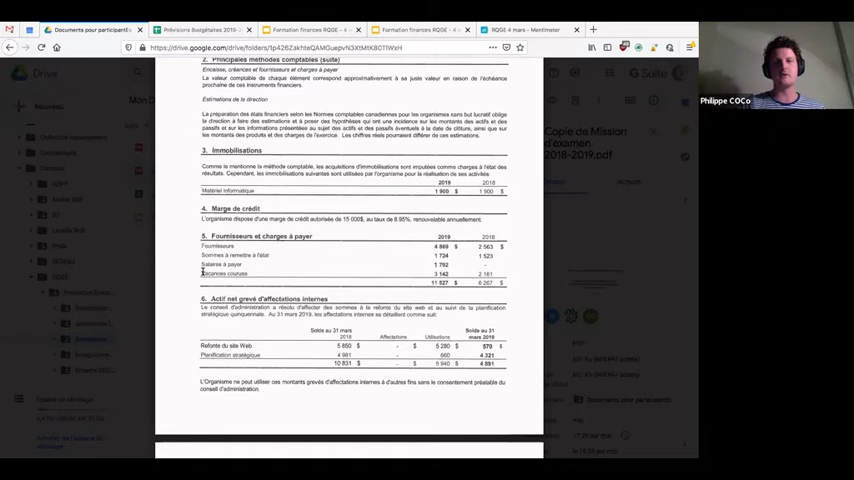 Documents pour participantEs
Prévisions Budgétaires 2019-2
Formation finances RQGE - 4
Formation finances RQGE - 4
RQGE 4 mars - Mentimeter
Drive
G Suite
Nouveau
Copie de Mission d'examen 2018-2019.pdf
2. Principales méthodes comptables (suite)
Encaisse, créances et fournisseurs et charges à payer
La valeur comptable de chaque élément correspond approximativement à sa juste valeur en raison de l'échéance
prochaine de ces instruments financiers.
Estimations de la direction
La préparation des états financiers selon les Normes comptables canadiennes pour les organismes sans but lucratif oblige
la direction à faire des estimations et à poser des hypothèses qui ont une incidence sur les montants des actifs et des
passifs et sur les informations présentées au sujet des actifs et des passifs éventuels à la date de clôture, ainsi que sur
les montants des produits et des charges de l'exercice. Les chiffres réels pourraient différer de ces estimations.
3. Immobilisations
Comme le mentionne la méthode comptable, les acquisitions d'immobilisations sont imputées comme charges à l'état des
résultats. Cependant, les immobilisations suivantes sont utilisées par l'organisme pour la réalisation de ses activités:
2019 2018
Matériel informatique 1 900 $ 1 900 $
4. Marge de crédit
L'organisme dispose d'une marge de crédit autorisée de 15 000$, au taux de 8.95%, renouvelable annuellement.
5. Fournisseurs et charges à payer 2019 2018
Fournisseurs 4 869 $ 2 563 $
Sommes à remettre à l'état 1 724 1 523
Salaires à payer 1 792 -
Vacances courues 3 142 2 181
11 527 $ 6 267 $
6. Actif net grevé d'affectations internes
Le conseil d'administration a résolu d'affecter des sommes à la refonte du site web et au suivi de la planification
stratégique quinquennale. Au 31 mars 2019, les affectations internes se détaillent comme suit:
Solde au 31 mars 2018 Affectations Utilisations Solde au 31 mars 2019
Refonte du site Web 5 850 $ - $ 5 280 $ 570 $
Planification stratégique 4 981 - 660 4 321
10 831 $ - $ 5 940 $ 4 891 $
L'Organisme ne peut utiliser ces montants grevés d'affectations internes à d'autres fins sans le consentement préalable du
conseil d'administration.
Philippe COCo